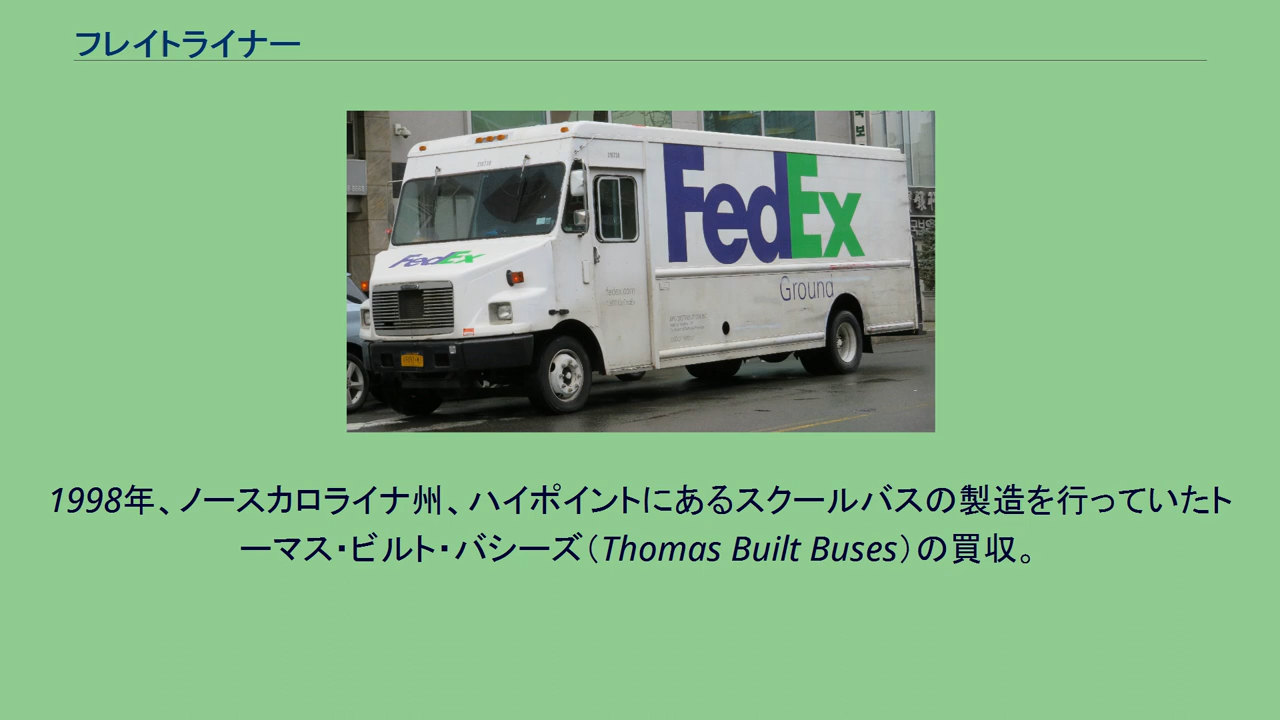 フレイトライナー
FedEx
FedEx
Ground
fedex.com
1998年、ノースカロライナ州、ハイポイントにあるスクールバスの製造を行っていたト
ーマス・ビルト・バシーズ（Thomas Built Buses）の買収。